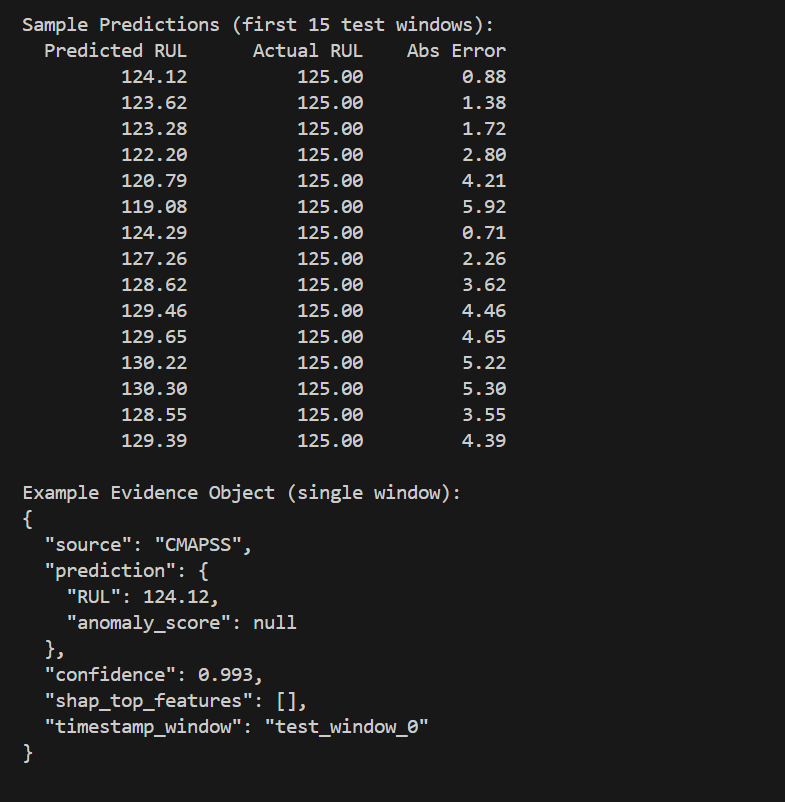 Sample Predictions (first 15 test windows):
Predicted RUL Actual RUL Abs Error
124.12 125.00 0.88
123.62 125.00 1.38
123.28 125.00 1.72
122.20 125.00 2.80
120.79 125.00 4.21
119.08 125.00 5.92
124.29 125.00 0.71
127.26 125.00 2.26
128.62 125.00 3.62
129.46 125.00 4.46
129.65 125.00 4.65
130.22 125.00 5.22
130.30 125.00 5.30
128.55 125.00 3.55
129.39 125.00 4.39
Example Evidence Object (single window):
{
"source": "CMAPSS",
"prediction": {
"RUL": 124.12,
"anomaly_score": null
},
"confidence": 0.993,
"shap_top_features": [],
"timestamp_window": "test_window_0"
}